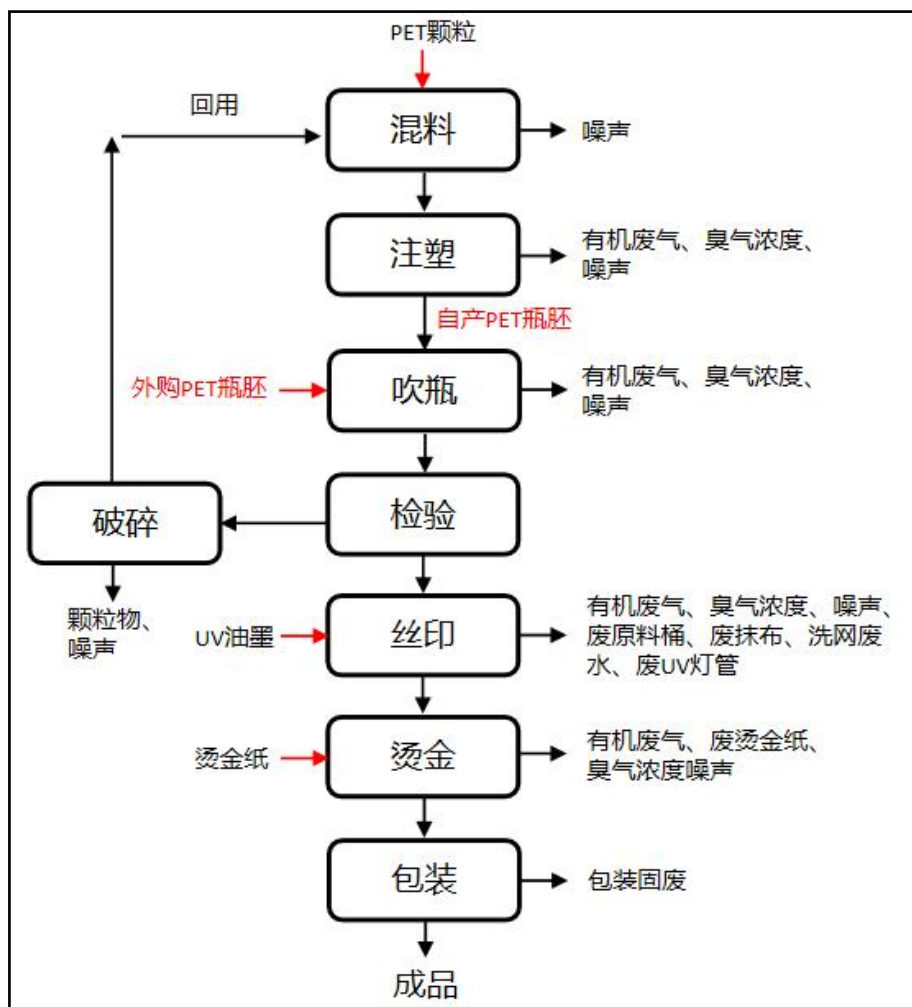 PET颗粒
回用
混料
噪声
注塑
有机废气、臭气浓度、
噪声
自产PET瓶胚
外购PET瓶胚
吹瓶
有机废气、臭气浓度、
噪声
破碎
检验
颗粒物、
噪声
UV油墨
丝印
有机废气、臭气浓度、噪声、
废原料桶、废抹布、洗网废
水、废UV灯管
烫金纸
烫金
有机废气、废烫金纸、
臭气浓度噪声
包装
包装固废
成品